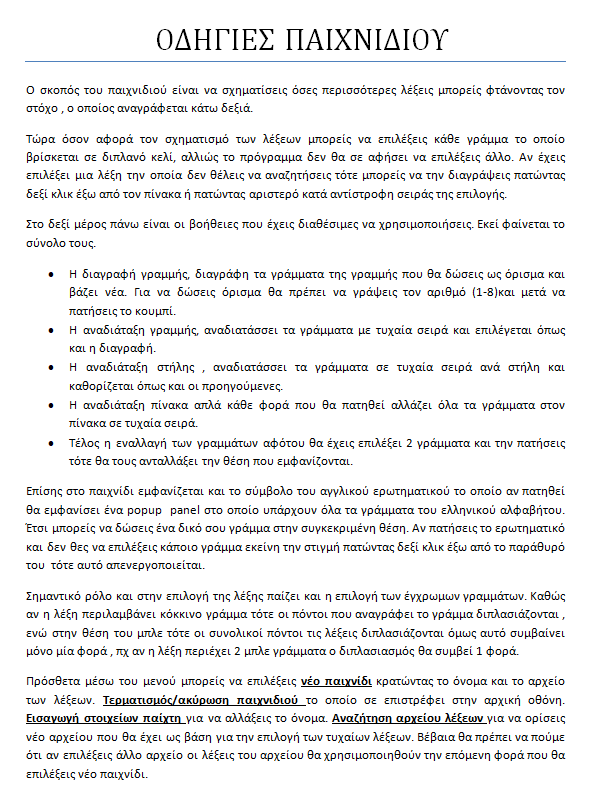 ΟΔΗΓΙΕΣ ΠΑΙΧΝΙΔΙΟΥ
Ο σκοπός του παιχνιδιού είναι να σχηματίσεις όσες περισσότερες λέξεις μπορείς φτάνοντας τον
στόχο , ο οποίος αναγράφεται κάτω δεξιά.
Τώρα όσον αφορά τον σχηματισμό των λέξεων μπορείς να επιλέξεις κάθε γράμμα το οποίο
βρίσκεται σε διπλανό κελί, αλλιώς το πρόγραμμα δεν θα σε αφήσει να επιλέξεις άλλο. Αν έχεις
επιλέξει μια λέξη την οποία δεν θέλεις να αναζητήσεις τότε μπορείς να την διαγράψεις πατώντας
δεξί κλικ έξω από τον πίνακα ή πατώντας αριστερό κατά αντίστροφη σειράς της επιλογής.
Στο δεξί μέρος πάνω είναι οι βοήθειες που έχεις διαθέσιμες να χρησιμοποιήσεις. Εκεί φαίνεται το
σύνολο τους.
• Η διαγραφή γραμμής, διαγράφη τα γράμματα της γραμμής που θα δώσεις ως όρισμα και
βάζει νέα. Για να δώσεις όρισμα θα πρέπει να γράψεις τον αριθμό (1-8)και μετά να
πατήσεις το κουμπί.
• Η αναδιάταξη γραμμής, αναδιατάσσει τα γράμματα με τυχαία σειρά και επιλέγεται όπως
και η διαγραφή.
• Η αναδιάταξη στήλης , αναδιατάσσει τα γράμματα σε τυχαία σειρά ανά στήλη και
καθορίζεται όπως και οι προηγούμενες.
• Η αναδιάταξη πίνακα απλά κάθε φορά που θα πατηθεί αλλάζει όλα τα γράμματα στον
πίνακα σε τυχαία σειρά.
• Τέλος η εναλλαγή των γραμμάτων αφότου θα έχεις επιλέξει 2 γράμματα και την πατήσεις
τότε θα τους ανταλλάξει την θέση που εμφανίζονται.
Επίσης στο παιχνίδι εμφανίζεται και το σύμβολο του αγγλικού ερωτηματικού το οποίο αν πατηθεί
θα εμφανίσει ένα popup panel στο οποίο υπάρχουν όλα τα γράμματα του ελληνικού αλφαβήτου.
Έτσι μπορείς να δώσεις ένα δικό σου γράμμα στην συγκεκριμένη θέση. Αν πατήσεις το ερωτηματικό
και δεν θες να επιλέξεις κάποιο γράμμα εκείνη την στιγμή πατώντας δεξί κλικ έξω από το παράθυρό
του τότε αυτό απενεργοποιείται.
Σημαντικό ρόλο και στην επιλογή της λέξης παίζει και η επιλογή των έγχρωμων γραμμάτων. Καθώς
αν η λέξη περιλαμβάνει κόκκινο γράμμα τότε οι πόντοι που αναγράφει το γράμμα διπλασιάζονται ,
ενώ στην θέση του μπλε τότε οι συνολικοί πόντοι τις λέξεις διπλασιάζονται όμως αυτό συμβαίνει
μόνο μία φορά , πχ αν η λέξη περιέχει 2 μπλε γράμματα ο διπλασιασμός θα συμβεί 1 φορά.
Πρόσθετα μέσω του μενού μπορείς να επιλέξεις νέο παιχνίδι κρατώντας το όνομα και το αρχείο
των λέξεων. Τερματισμός/ακύρωση παιχνιδιού το οποίο σε επιστρέφει στην αρχική οθόνη.
Εισαγωγή στοιχείων παίχτη για να αλλάξεις το όνομα. Αναζήτηση αρχείου λέξεων για να ορίσεις
νέο αρχείου που θα έχει ως βάση για την επιλογή των τυχαίων λέξεων. Βέβαια θα πρέπει να πούμε
ότι αν επιλέξεις άλλο αρχείο οι λέξεις του αρχείου θα χρησιμοποιηθούν την επόμενη φορά που θα
επιλέξεις νέο παιχνίδι.